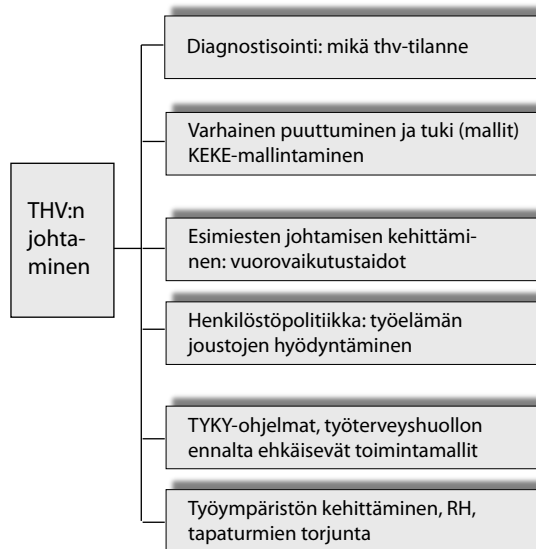 THV:n
johta-
minen
Diagnostisointi: mikä thv-tilanne
Varhainen puuttuminen ja tuki (mallit)
KEKE-mallintaminen
Esimiesten johtamisen kehittämi-
nen: vuorovaikutustaidot
Henkilöstöpolitiikka: työelämän
joustojen hyödyntäminen
TYKY-ohjelmat, työterveyshuollon
ennalta ehkäisevät toimintamallit
Työympäristön kehittäminen, RH,
tapaturmien torjunta